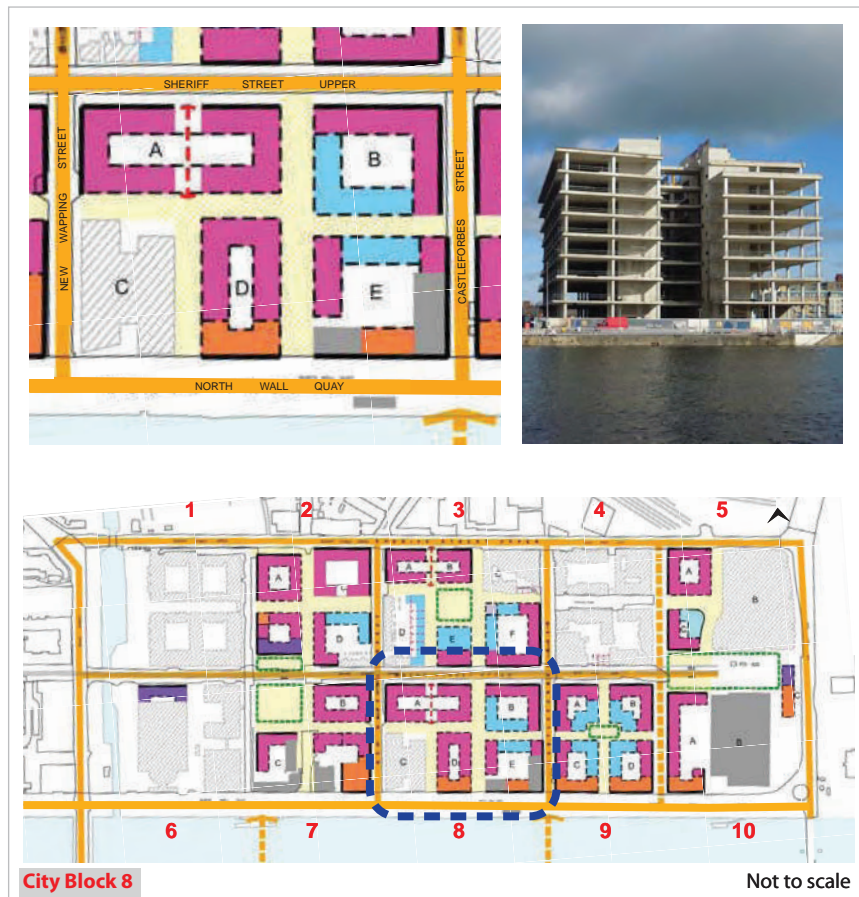 SHERIFF STREET UPPER
NEW WAPPING STREET
CASTLEFORBES STREET
A
B
C
D
E
NORTH WALL QUAY
1 2 3 4 5
A
C
A B
A
B
D
D
E
F
C
B
A
B
A
B
A
B
C
C
D
E
C
D
B
6 7 8 9 10
City Block 8
Not to scale